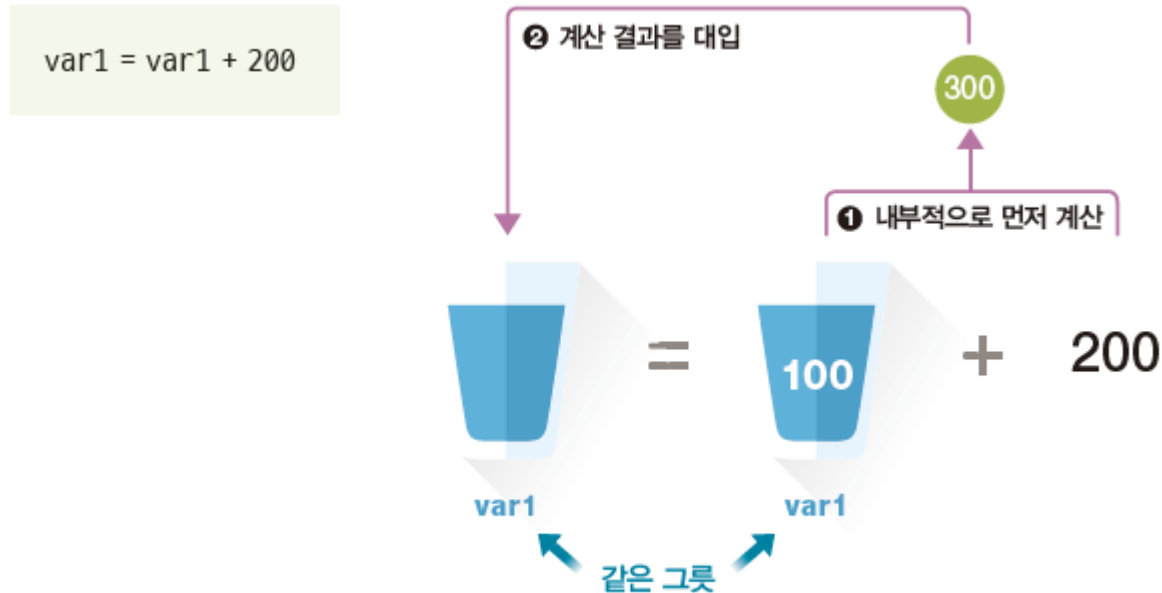 var1 = var1 + 200
❷ 계산 결과를 대입
300
❶ 내부적으로 먼저 계산
= 100 + 200
var1 var1
같은 그릇